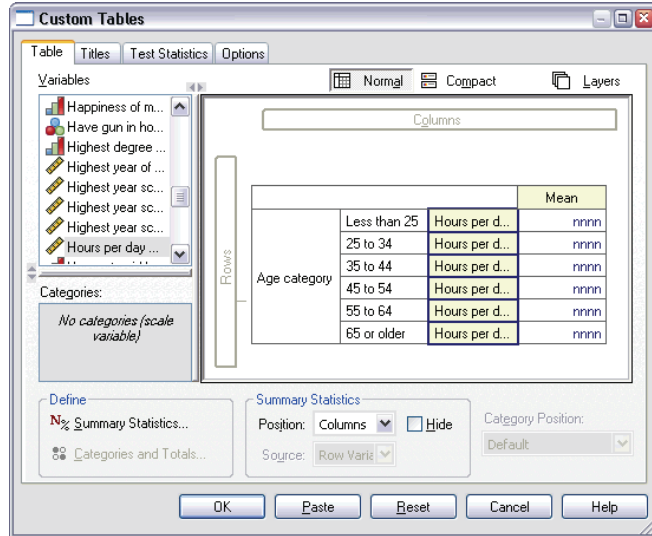 Custom Tables
Table Titles Test Statistics Options
Variables
Normal Compact Layers
Happiness of m...
Have gun in ho...
Highest degree ...
Highest year of ...
Highest year sc...
Highest year sc...
Highest year sc...
Hours per day ...
Categories:
No categories (scale
variable)
Columns
Rows
Mean
Age category
Less than 25 Hours per d... nnnn
25 to 34 Hours per d... nnnn
35 to 44 Hours per d... nnnn
45 to 54 Hours per d... nnnn
55 to 64 Hours per d... nnnn
65 or older Hours per d... nnnn
Define
N% Summary Statistics...
Categories and Totals...
Summary Statistics
Position: Columns Hide
Source: Row Varia
Category Position:
Default
OK Paste Reset Cancel Help